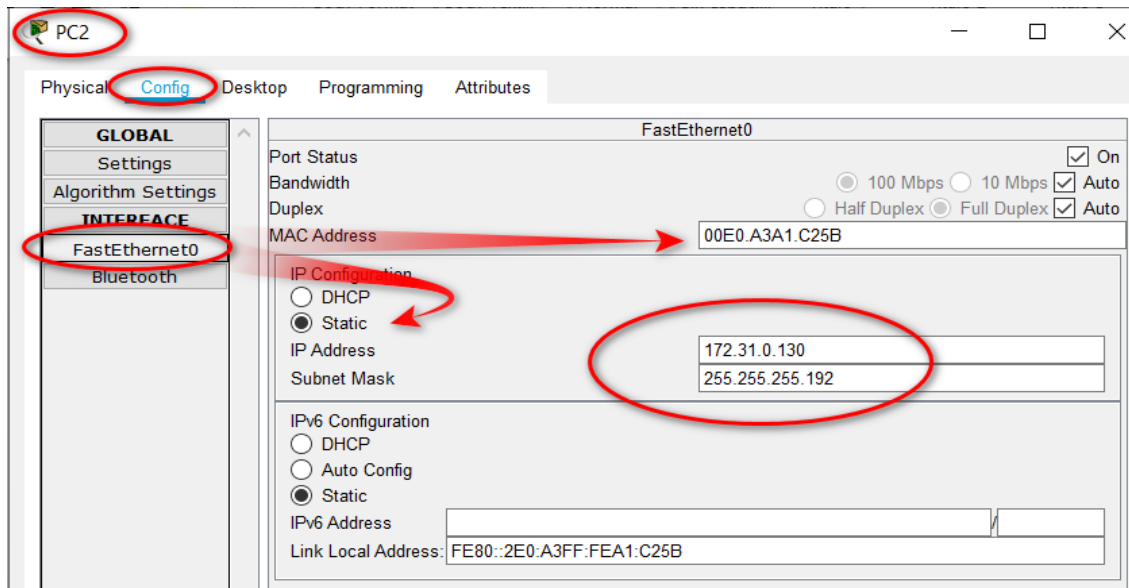 PC2
Physical Config Desktop Programming Attributes
GLOBAL
Settings
Algorithm Settings
INTERFACE
FastEthernet0
Bluetooth
FastEthernet0
Port Status On
Bandwidth 100 Mbps 10 Mbps Auto
Duplex Half Duplex Full Duplex Auto
MAC Address 00E0.A3A1.C25B
IP Configuration
DHCP
Static
IP Address 172.31.0.130
Subnet Mask 255.255.255.192
IPv6 Configuration
DHCP
Auto Config
Static
IPv6 Address /
Link Local Address: FE80::2E0:A3FF:FEA1:C25B